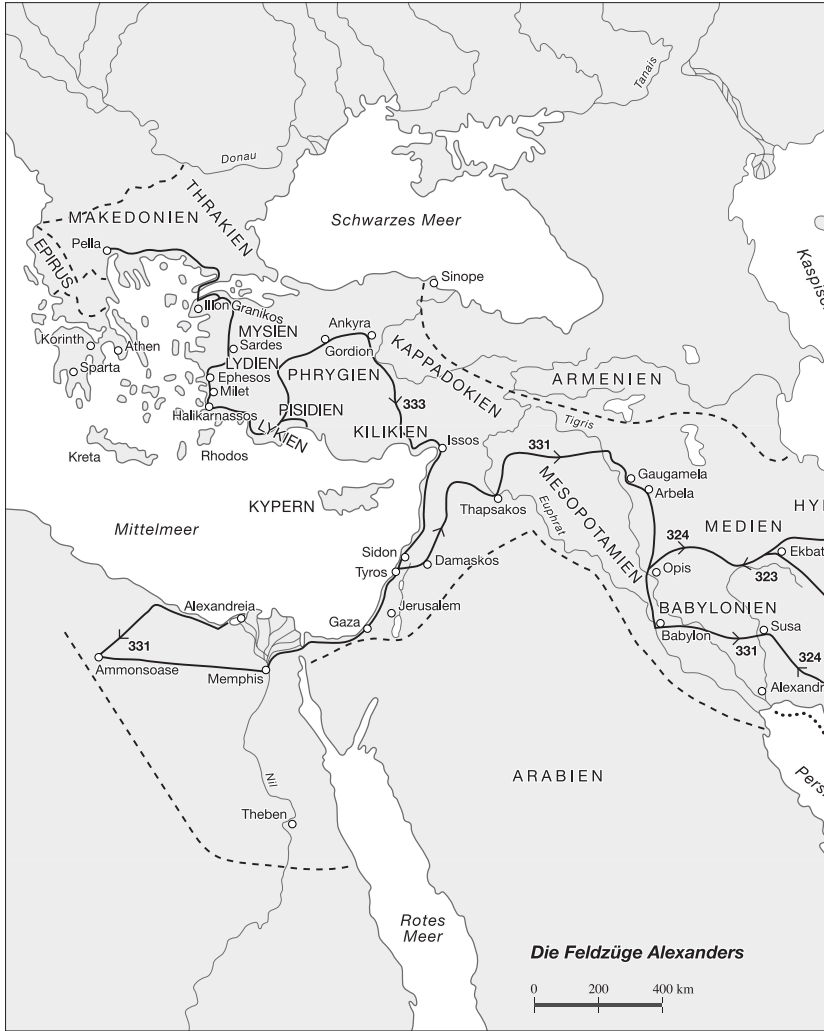 Tanais
Donau
THRAKIEN
MAKEDONIEN
Schwarzes Meer
Pella
EPIRUS
Kaspisc
Sinope
Ilion
Granikos
MYSIEN
Ankyra
Korinth
Athen
Sardes
Gordion
KAPPADOKIEN
Sparta
LYDIEN
PHRYGIEN
ARMENIEN
Ephesos
Milet
333
Halikarnassos
PISIDIEN
Tigris
LYKIEN
KILIKIEN
Issos
331
Kreta
Rhodos
Gaugamela
Arbela
MESOPOTAMIEN
KYPERN
Thapsakos
Euphrat
HY
Mittelmeer
324
MEDIEN
Sidon
Ekbat
Tyros
Damaskos
Opis
323
Alexandreia
Jerusalem
BABYLONIEN
Gaza
Babylon
Susa
331
331
324
Ammonsoase
Memphis
Alexandr
Persi
ARABIEN
Nil
Theben
Rotes
Meer
Die Feldzüge Alexanders
0 200 400 km